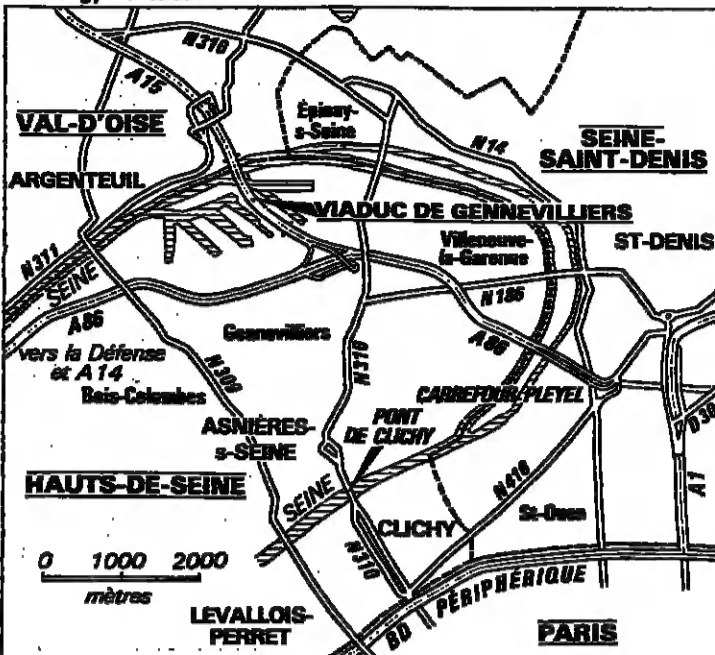 N310
A15
VAL-D'OISE
Épinay-
s-Seine
N14
SEINE-
SAINT-DENIS
ARGENTEUIL
VIADUC DE GENNEVILLIERS
Villeneuve-
la-Garenne
ST-DENIS
N311
SEINE
N186
A86
Gennevilliers
A86
vers la Défense
et A 14
N309
N310
Bois-Colombes
CARREFOUR-PLEYEL
ASNIÈRES-
s-SEINE
PONT
DE CLICHY
HAUTS-DE-SEINE
SEINE
N410
A1
CLICHY
St-Ouen
N310
0 1000 2000
mètres
LEVALLOIS-
PERRET
BD PÉRIPHÉRIQUE
PARIS